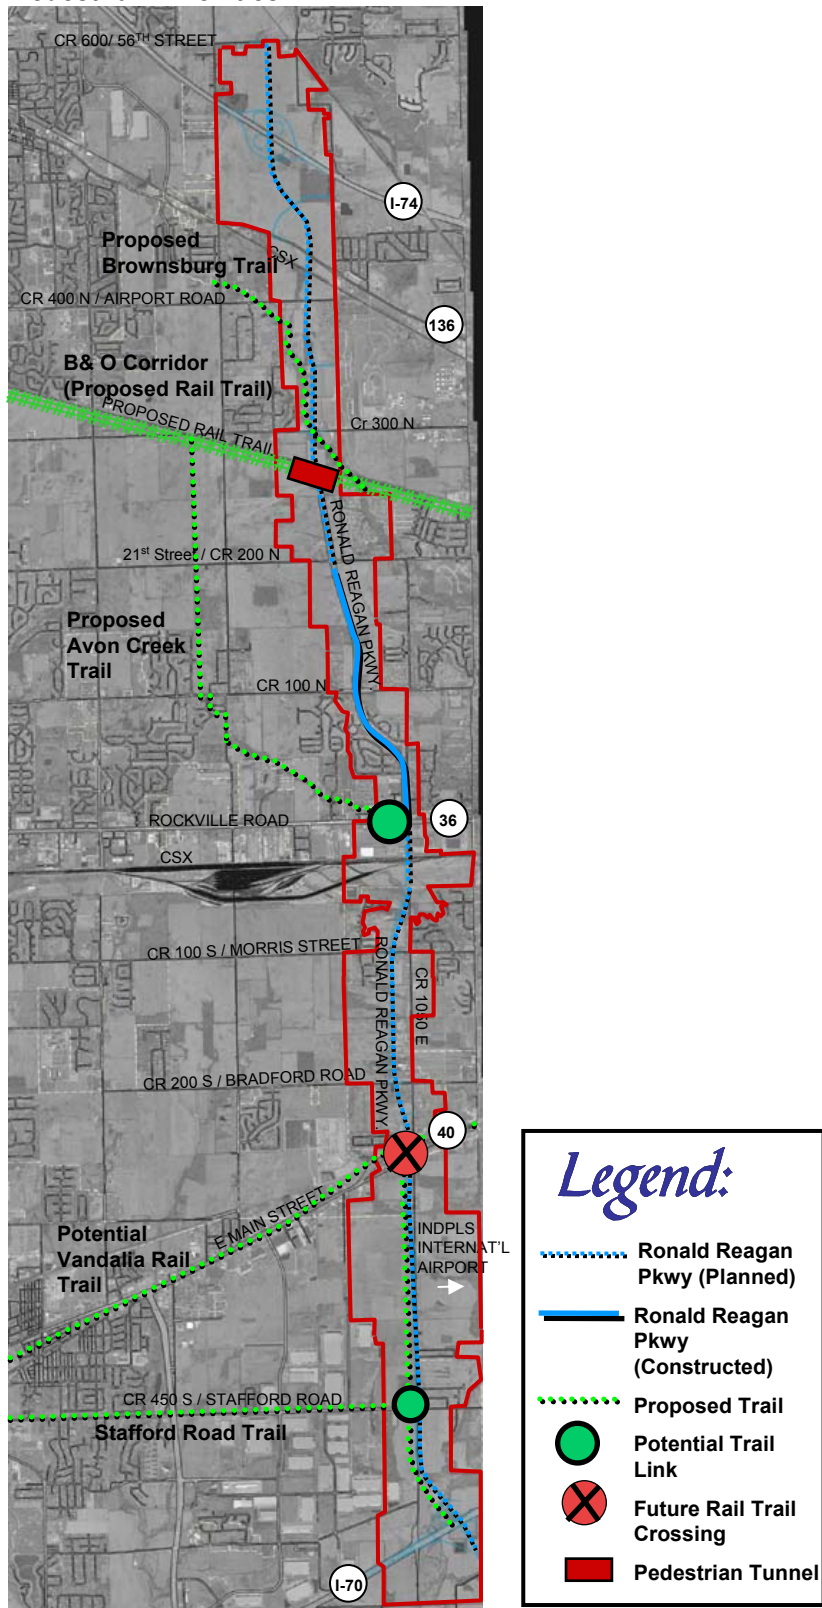 CR 600/ 56TH STREET
I-74
Proposed
Brownsburg Trail
CSX
CR 400 N / AIRPORT ROAD
136
B& O Corridor
(Proposed Rail Trail)
PROPOSED RAIL TRAIL
Cr 300 N
RONALD REAGAN PKWY.
21st Street / CR 200 N
Proposed
Avon Creek
Trail
CR 100 N
ROCKVILLE ROAD
36
CSX
CR 100 S / MORRIS STREET
RONALD REAGAN PKWY.
CR 1050 E
CR 200 S / BRADFORD ROAD
40
E MAIN STREET
Potential
Vandalia Rail
Trail
INDPLS
INTERNAT'L
AIRPORT
CR 450 S / STAFFORD ROAD
Stafford Road Trail
I-70
Legend:
Ronald Reagan
Pkwy (Planned)
Ronald Reagan
Pkwy
(Constructed)
Proposed Trail
Potential Trail
Link
Future Rail Trail
Crossing
Pedestrian Tunnel